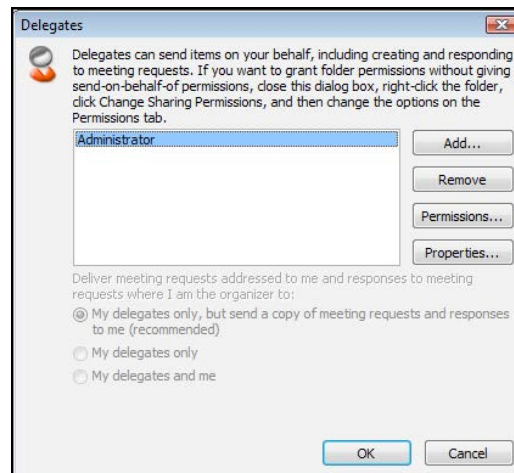 Delegates
Delegates can send items on your behalf, including creating and responding
to meeting requests. If you want to grant folder permissions without giving
send-on-behalf-of permissions, close this dialog box, right-click the folder,
click Change Sharing Permissions, and then change the options on the
Permissions tab.
Administrator
Add...
Remove
Permissions...
Properties...
Deliver meeting requests addressed to me and responses to meeting
requests where I am the organizer to:
My delegates only, but send a copy of meeting requests and responses
to me (recommended)
My delegates only
My delegates and me
OK
Cancel